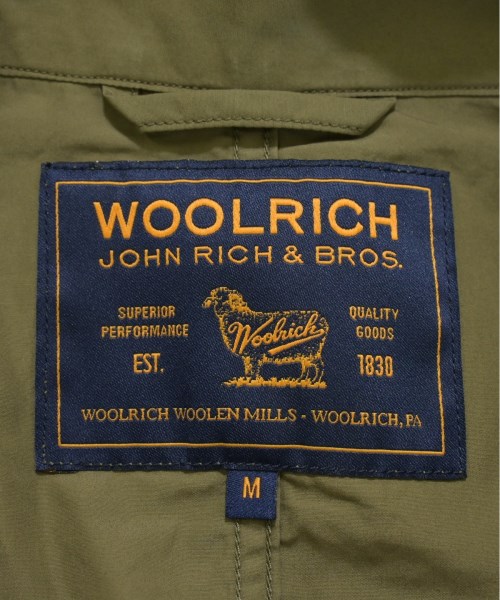 WOOLRICH
JOHN RICH & BROS.
SUPERIOR PERFORMANCE
Woolrich
QUALITY GOODS
EST.
1830
WOOLRICH WOOLEN MILLS - WOOLRICH, PA
M